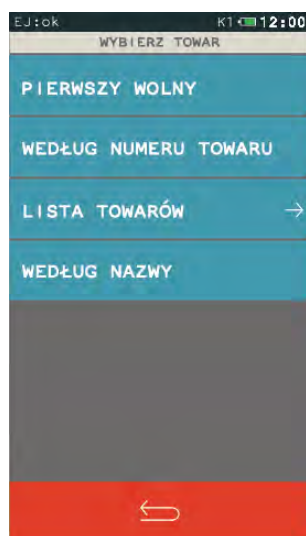 EJ:ok K1 12:00
WYBIERZ TOWAR
PIERWSZY WOLNY
WEDŁUG NUMERU TOWARU
LISTA TOWARÓW →
WEDŁUG NAZWY